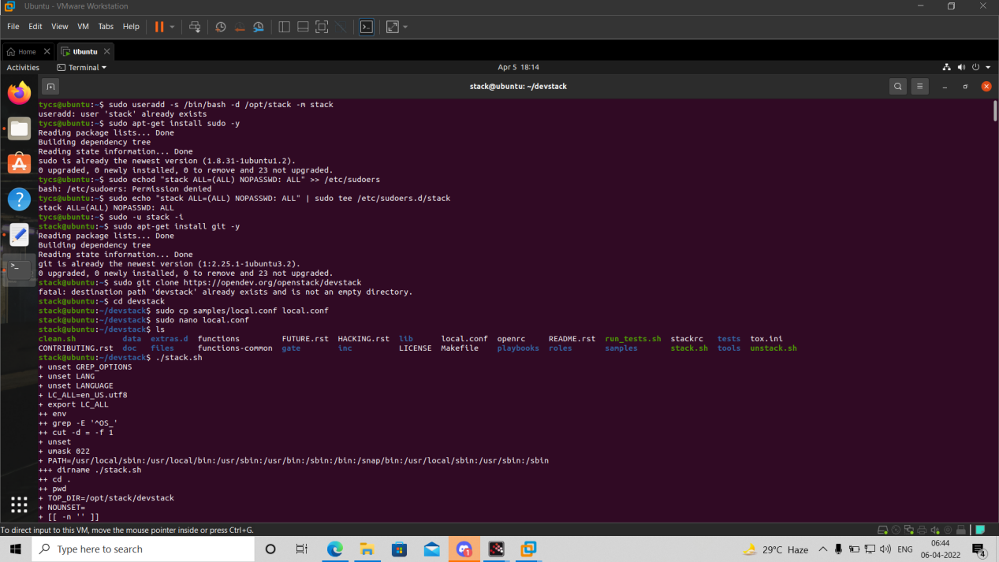 Ubuntu - VMware Workstation
File Edit View VM Tabs Help
Home Ubuntu
Activities Terminal Apr 5 18:14
stack@ubuntu: ~/devstack
tycs@ubuntu:~$ sudo useradd -s /bin/bash -d /opt/stack -m stack
useradd: user 'stack' already exists
tycs@ubuntu:~$ sudo apt-get install sudo -y
Reading package lists... Done
Building dependency tree
Reading state information... Done
sudo is already the newest version (1.8.31-1ubuntu1.2).
0 upgraded, 0 newly installed, 0 to remove and 23 not upgraded.
tycs@ubuntu:~$ sudo echod "stack ALL=(ALL) NOPASSWD: ALL" >> /etc/sudoers
bash: /etc/sudoers: Permission denied
tycs@ubuntu:~$ sudo echo "stack ALL=(ALL) NOPASSWD: ALL" | sudo tee /etc/sudoers.d/stack
stack ALL=(ALL) NOPASSWD: ALL
tycs@ubuntu:~$ sudo -u stack -i
stack@ubuntu:~$ sudo apt-get install git -y
Reading package lists... Done
Building dependency tree
Reading state information... Done
git is already the newest version (1:2.25.1-1ubuntu3.2).
0 upgraded, 0 newly installed, 0 to remove and 23 not upgraded.
stack@ubuntu:~$ sudo git clone https://opendev.org/openstack/devstack
fatal: destination path 'devstack' already exists and is not an empty directory.
stack@ubuntu:~$ cd devstack
stack@ubuntu:~/devstack$ sudo cp samples/local.conf local.conf
stack@ubuntu:~/devstack$ sudo nano local.conf
stack@ubuntu:~/devstack$ ls
clean.sh data extras.d functions FUTURE.rst HACKING.rst lib local.conf openrc README.rst run_tests.sh stackrc tests tox.ini
CONTRIBUTING.rst doc files functions-common gate inc LICENSE Makefile playbooks roles samples stack.sh tools unstack.sh
stack@ubuntu:~/devstack$ ./stack.sh
+ unset GREP_OPTIONS
+ unset LANG
+ unset LANGUAGE
+ LC_ALL=en_US.utf8
+ export LC_ALL
++ env
++ grep -E '^OS_'
++ cut -d = -f 1
+ unset
+ umask 022
+ PATH=/usr/local/sbin:/usr/local/bin:/usr/sbin:/usr/bin:/sbin:/bin:/snap/bin:/usr/local/sbin:/usr/sbin:/sbin
+++ dirname ./stack.sh
++ cd .
++ pwd
+ TOP_DIR=/opt/stack/devstack
+ NOUNSET=
+ [[ -n '' ]]
To direct input to this VM, move the mouse pointer inside or press Ctrl+G.
Type here to search
1
29°C Haze
ENG
06:44
06-04-2022
4